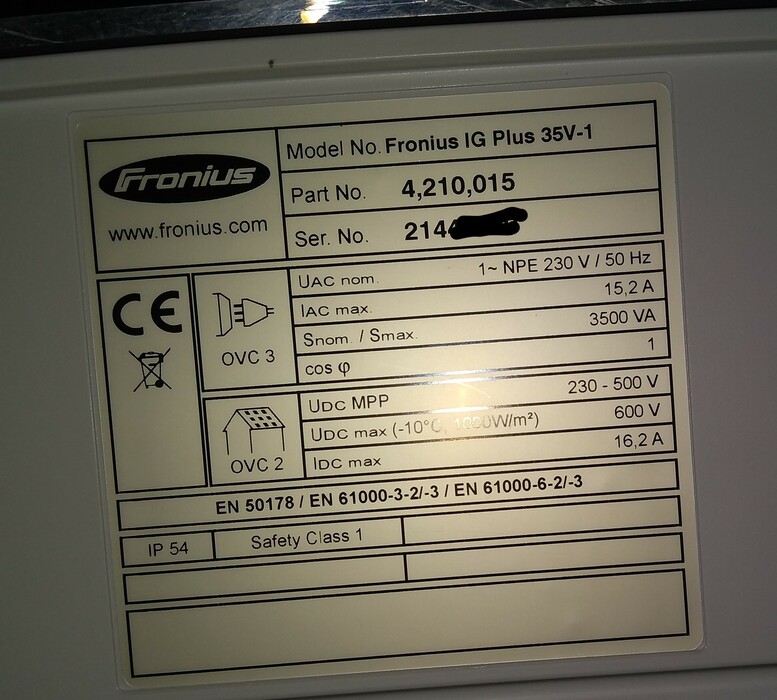 Fronius
www.fronius.com
Model No. Fronius IG Plus 35V-1
Part No. 4,210,015
Ser. No. 214
CE
OVC 3
UAC nom. 1~ NPE 230 V / 50 Hz
IAC max. 15,2 A
Snom. / Smax. 3500 VA
cos φ 1
OVC 2
UDC MPP 230 - 500 V
UDC max (-10°C, 1000W/m²) 600 V
IDC max 16,2 A
EN 50178 / EN 61000-3-2/-3 / EN 61000-6-2/-3
IP 54 Safety Class 1